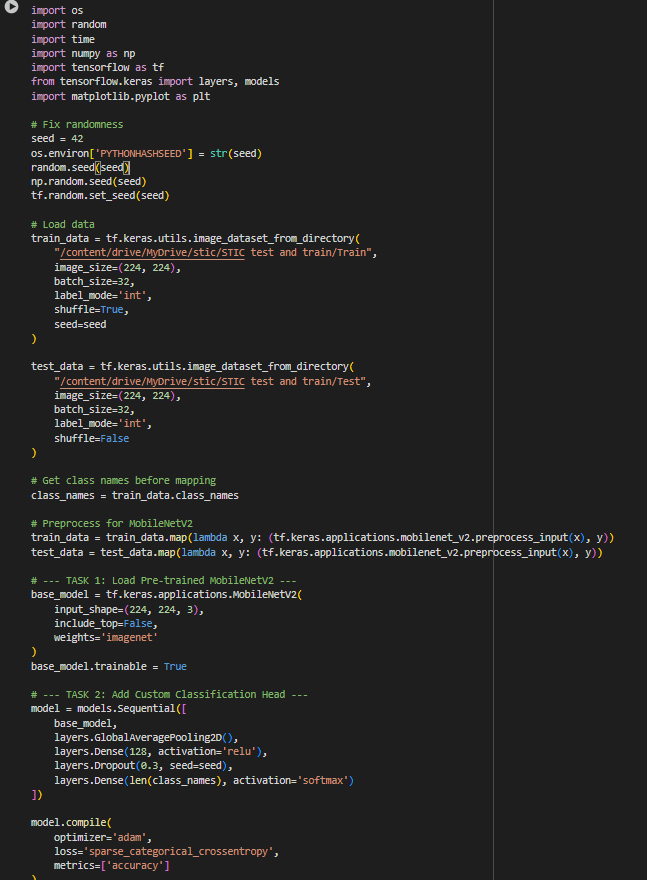 import os
import random
import time
import numpy as np
import tensorflow as tf
from tensorflow.keras import layers, models
import matplotlib.pyplot as plt

# Fix randomness
seed = 42
os.environ['PYTHONHASHSEED'] = str(seed)
random.seed(seed)
np.random.seed(seed)
tf.random.set_seed(seed)

# Load data
train_data = tf.keras.utils.image_dataset_from_directory(
    "/content/drive/MyDrive/stic/STIC test and train/Train",
    image_size=(224, 224),
    batch_size=32,
    label_mode='int',
    shuffle=True,
    seed=seed
)

test_data = tf.keras.utils.image_dataset_from_directory(
    "/content/drive/MyDrive/stic/STIC test and train/Test",
    image_size=(224, 224),
    batch_size=32,
    label_mode='int',
    shuffle=False
)

# Get class names before mapping
class_names = train_data.class_names

# Preprocess for MobileNetV2
train_data = train_data.map(lambda x, y: (tf.keras.applications.mobilenet_v2.preprocess_input(x), y))
test_data = test_data.map(lambda x, y: (tf.keras.applications.mobilenet_v2.preprocess_input(x), y))

# --- TASK 1: Load Pre-trained MobileNetV2 ---
base_model = tf.keras.applications.MobileNetV2(
    input_shape=(224, 224, 3),
    include_top=False,
    weights='imagenet'
)
base_model.trainable = True

# --- TASK 2: Add Custom Classification Head ---
model = models.Sequential([
    base_model,
    layers.GlobalAveragePooling2D(),
    layers.Dense(128, activation='relu'),
    layers.Dropout(0.3, seed=seed),
    layers.Dense(len(class_names), activation='softmax')
])

model.compile(
    optimizer='adam',
    loss='sparse_categorical_crossentropy',
    metrics=['accuracy']
)